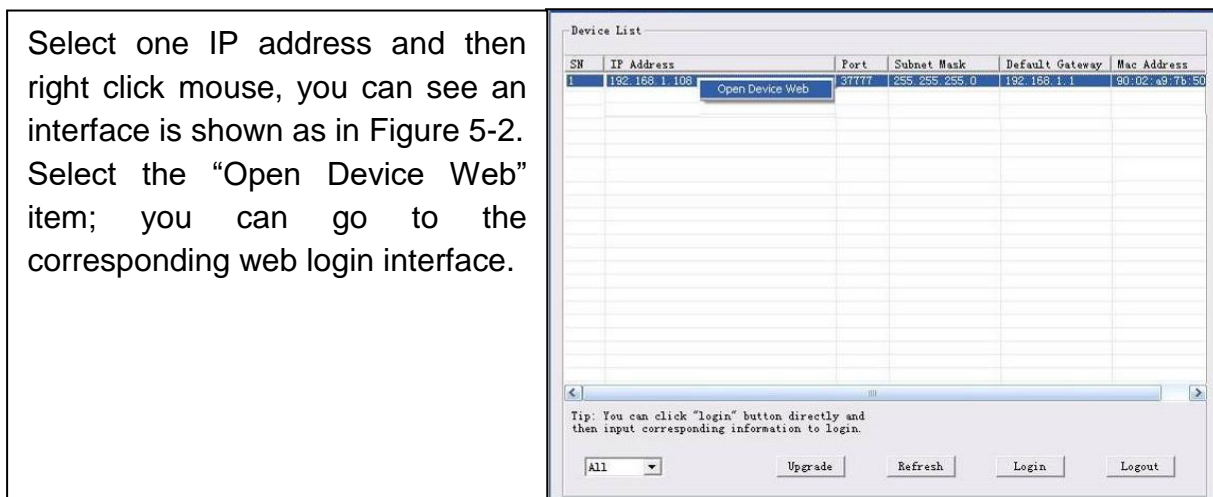 Select one IP address and then
right click mouse, you can see an
interface is shown as in Figure 5-2.
Select the “Open Device Web”
item; you can go to the
corresponding web login interface.
Device List
SN IP Address Port Subnet Mask Default Gateway Mac Address
1 192.168.1.108 37777 255.255.255.0 192.168.1.1 90:02:a9:7b:50
Open Device Web
Tip: You can click "login" button directly and
then input corresponding information to login.
All Upgrade Refresh Login Logout